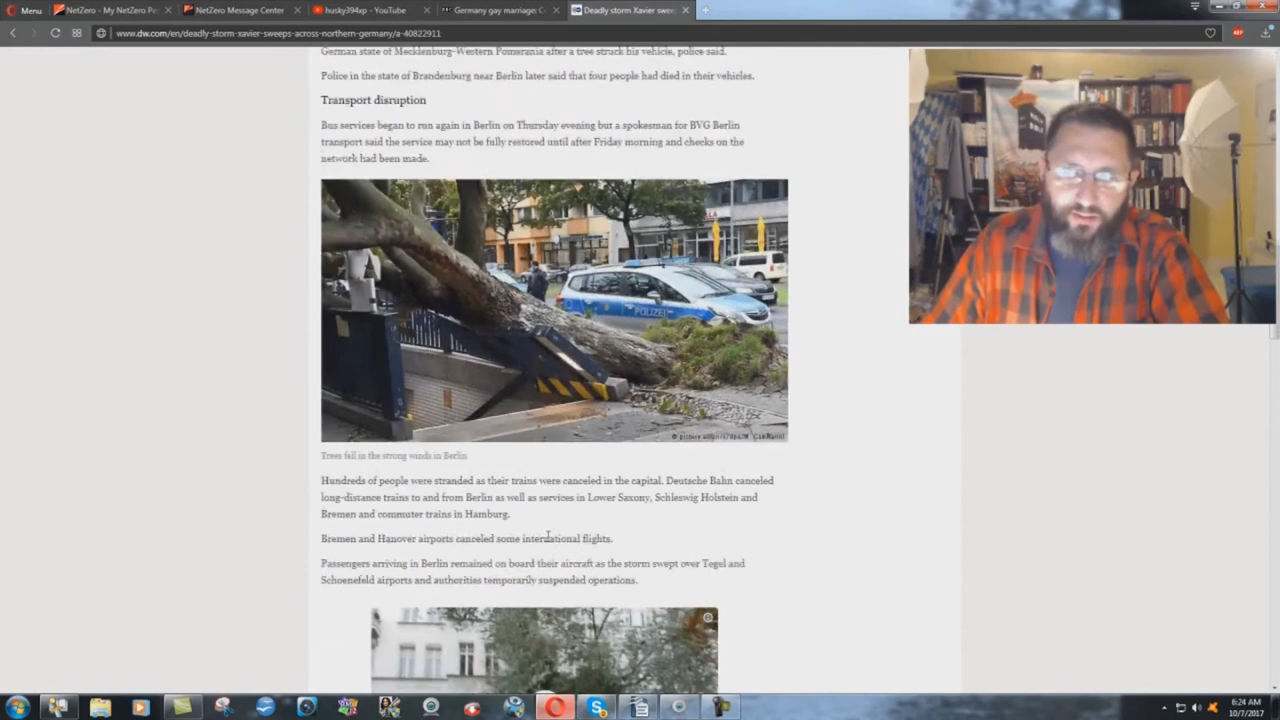 Menu
NetZero - My NetZero Pe
NetZero Message Center
husky394xp - YouTube
Germany gay marriage: C
Deadly storm Xavier swee
www.dw.com/en/deadly-storm-xavier-sweeps-across-northern-germany/a-40822911
German state of Mecklenburg-Western Pomerania after a tree struck his vehicle, police said.
Police in the state of Brandenburg near Berlin later said that four people had died in their vehicles.
Transport disruption
Bus services began to run again in Berlin on Thursday evening but a spokesman for BVG Berlin
transport said the service may not be fully restored until after Friday morning and checks on the
network had been made.
POLIZEI
Trees fell in the strong winds in Berlin
Hundreds of people were stranded as their trains were canceled in the capital. Deutsche Bahn canceled
long-distance trains to and from Berlin as well as services in Lower Saxony, Schleswig Holstein and
Bremen and commuter trains in Hamburg.
Bremen and Hanover airports canceled some international flights.
Passengers arriving in Berlin remained on board their aircraft as the storm swept over Tegel and
Schoenefeld airports and authorities temporarily suspended operations.
6:24 AM
10/7/2017